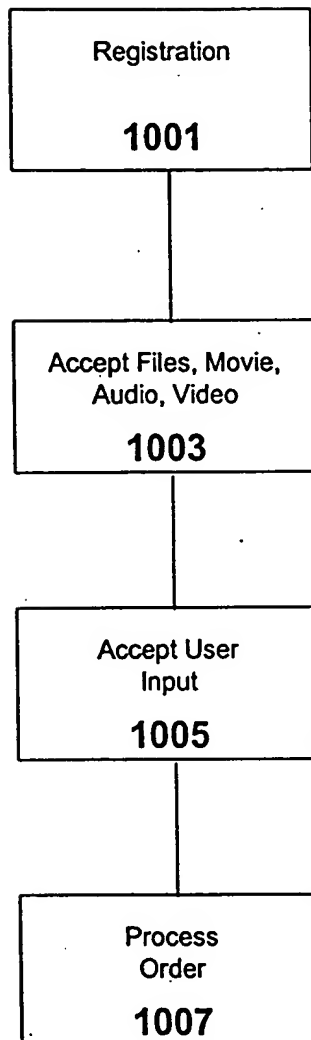 Registration
1001
Accept Files, Movie,
Audio, Video
1003
Accept User
Input
1005
Process
Order
1007